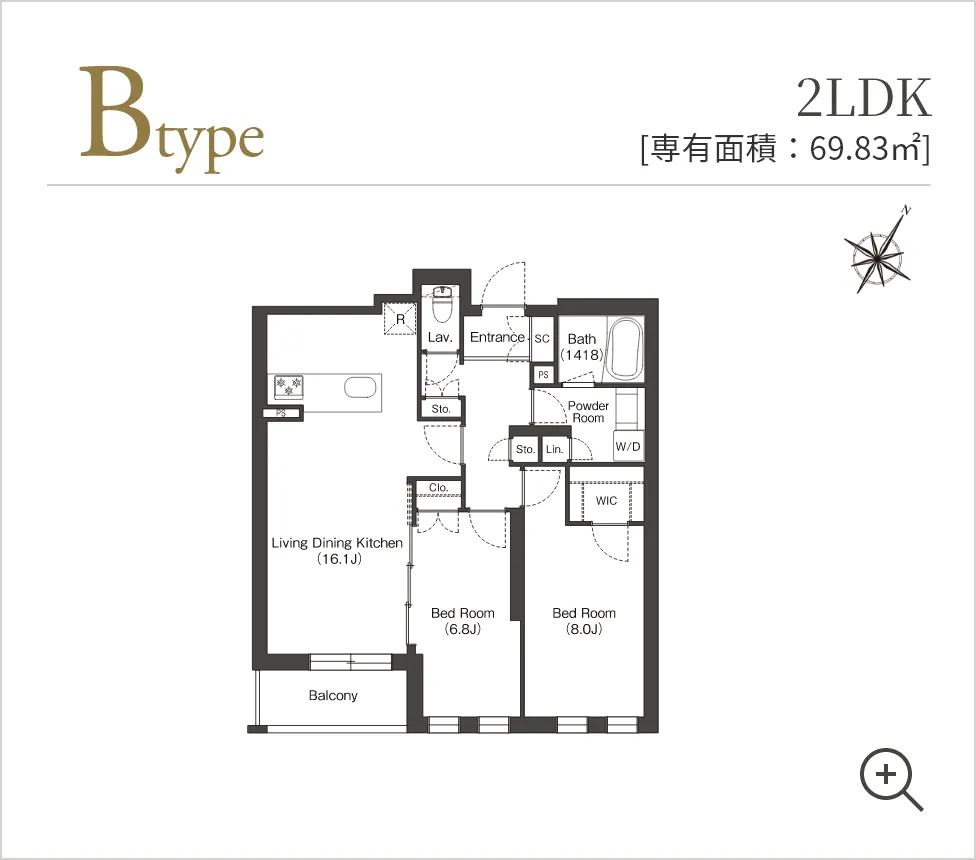 B type
2LDK
[専有面積：69.83㎡]
N
R
Lav.
Entrance
SC
Bath
(1418)
PS
Sto.
Powder
Room
PS
W/D
Sto.
Lin.
Clo.
WIC
Living Dining Kitchen
(16.1J)
Bed Room
(6.8J)
Bed Room
(8.0J)
Balcony